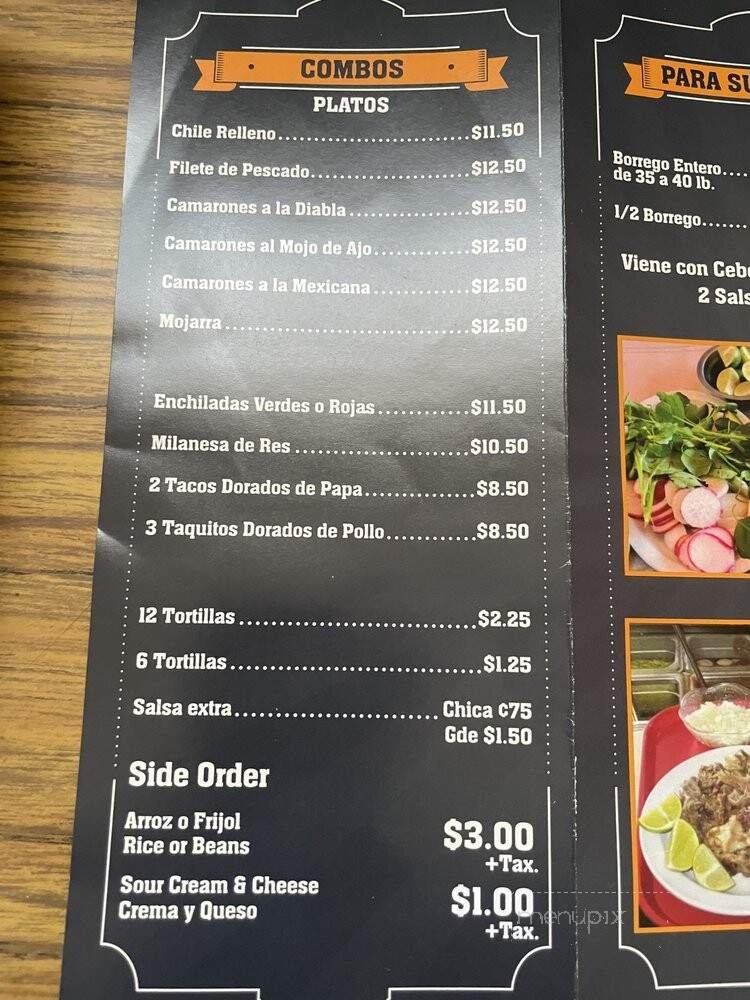 COMBOS
PLATOS
Chile Relleno..............................$11.50
Filete de Pescado........................$12.50
Camarones a la Diabla..................$12.50
Camarones al Mojo de Ajo..............$12.50
Camarones a la Mexicana..............$12.50
Mojarra.....................................$12.50
Enchiladas Verdes o Rojas.............$11.50
Milanesa de Res..........................$10.50
2 Tacos Dorados de Papa...............$8.50
3 Taquitos Dorados de Pollo...........$8.50
12 Tortillas..................................$2.25
6 Tortillas...................................$1.25
Salsa extra.............................Chica ¢75
Gde $1.50
Side Order
Arroz o Frijol
Rice or Beans
$3.00
+Tax.
Sour Cream & Cheese
Crema y Queso
$1.00
+Tax.
PARA SU
Borrego Entero....
de 35 a 40 lb.
1/2 Borrego.......
Viene con Cebo
2 Sals
menupix